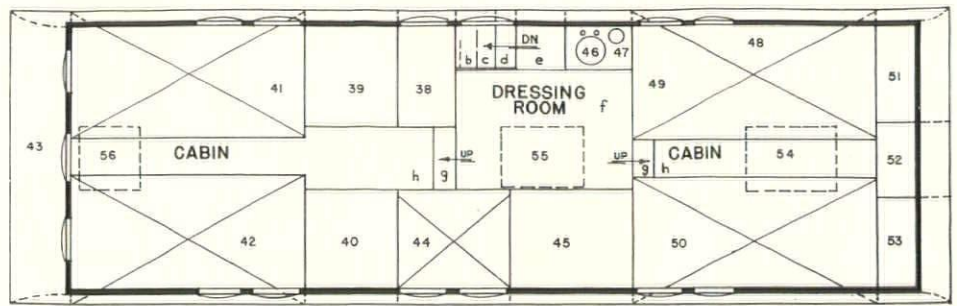 DN
48
46 47
b c d e
41 39 38 49 51
DRESSING
ROOM f
43 56 CABIN UP 55 UP CABIN 54 52
h g g h
42 40 44 45 50 53